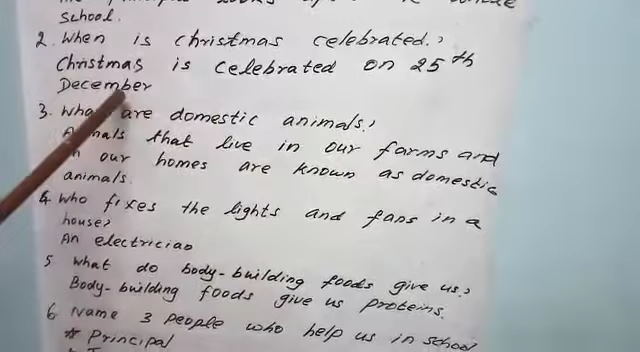 School.
2. When is christmas celebrated?
Christmas is celebrated on 25th
December
3. What are domestic animals?
Animals that live in our farms and
in our homes are known as domestic
animals.
4. Who fixes the lights and fans in a
house?
An electrician
5 What do body-building foods give us?
Body-building foods give us proteins.
6 Name 3 people who help us in school
* Principal